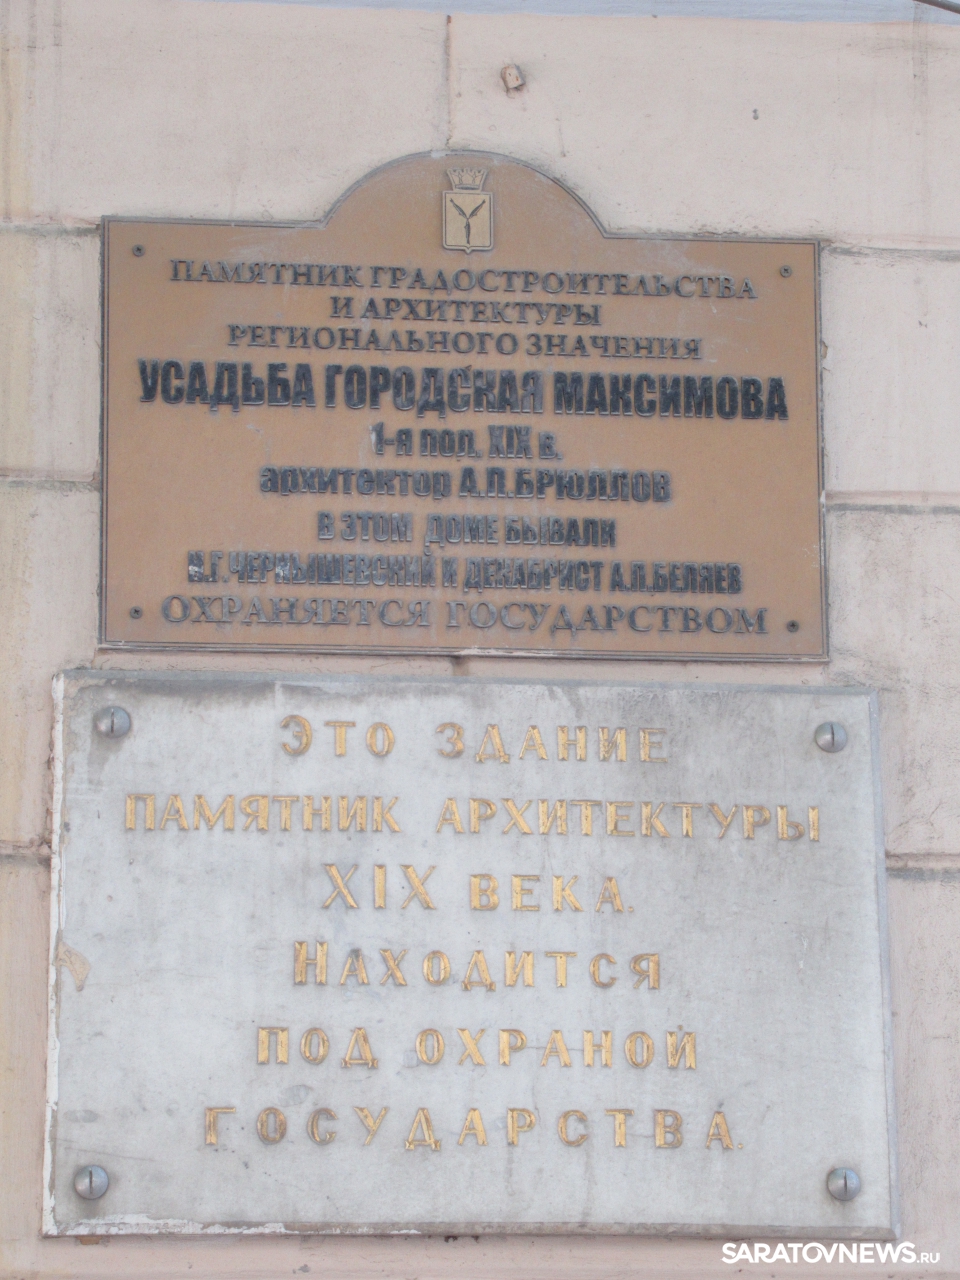 ПАМЯТНИК ГРАДОСТРОИТЕЛЬСТВА
И АРХИТЕКТУРЫ
РЕГИОНАЛЬНОГО ЗНАЧЕНИЯ
УСАДЬБА ГОРОДСКАЯ МАКСИМОВА
1-я пол. XIX в.
архитектор А.П.БРЮЛЛОВ
В ЭТОМ ДОМЕ БЫВАЛИ
Н.Г.ЧЕРНЫШЕВСКИЙ И ДЕКАБРИСТ А.П.БЕЛЯЕВ
ОХРАНЯЕТСЯ ГОСУДАРСТВОМ
ЭТО ЗДАНИЕ
ПАМЯТНИК АРХИТЕКТУРЫ
XIX ВЕКА.
НАХОДИТСЯ
ПОД ОХРАНОЙ
ГОСУДАРСТВА.
SARATOVNEWS.RU